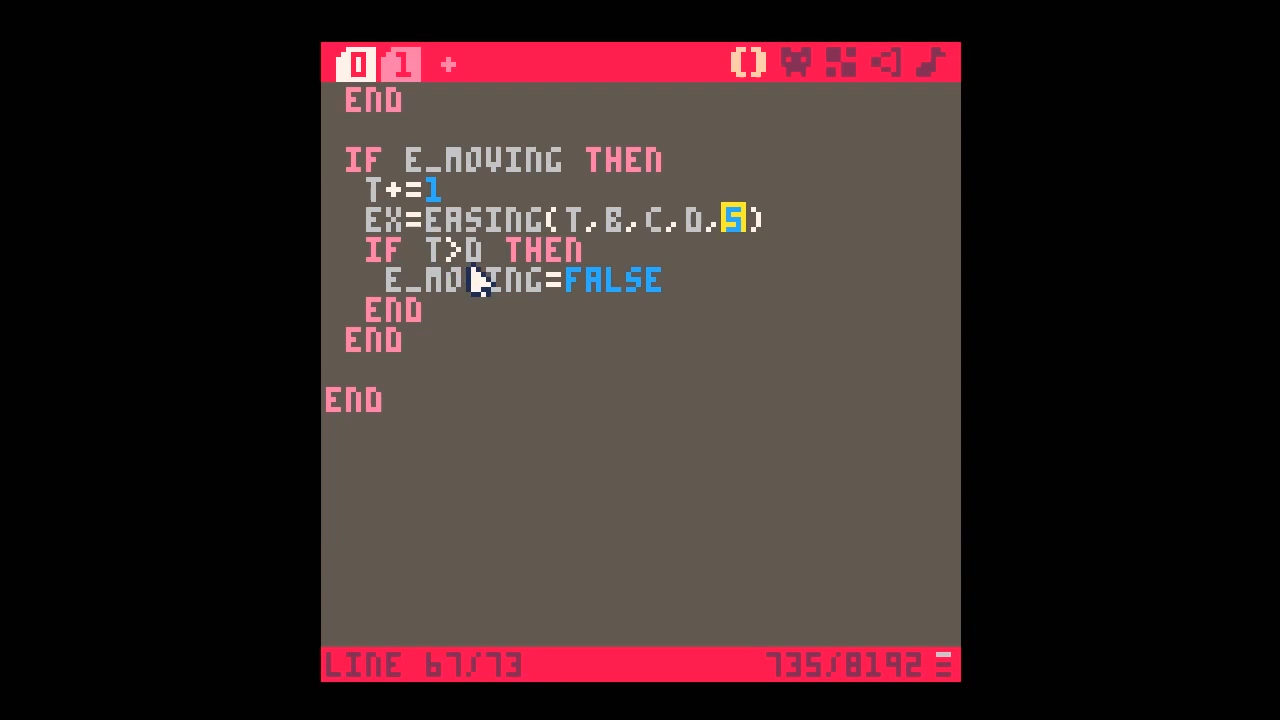 0 1 +
END
IF E_MOVING THEN
T+=1
EX=EASING(T,B,C,D,5)
IF T>D THEN
E_MOVING=FALSE
END
END
END
LINE 67/73 735/8192